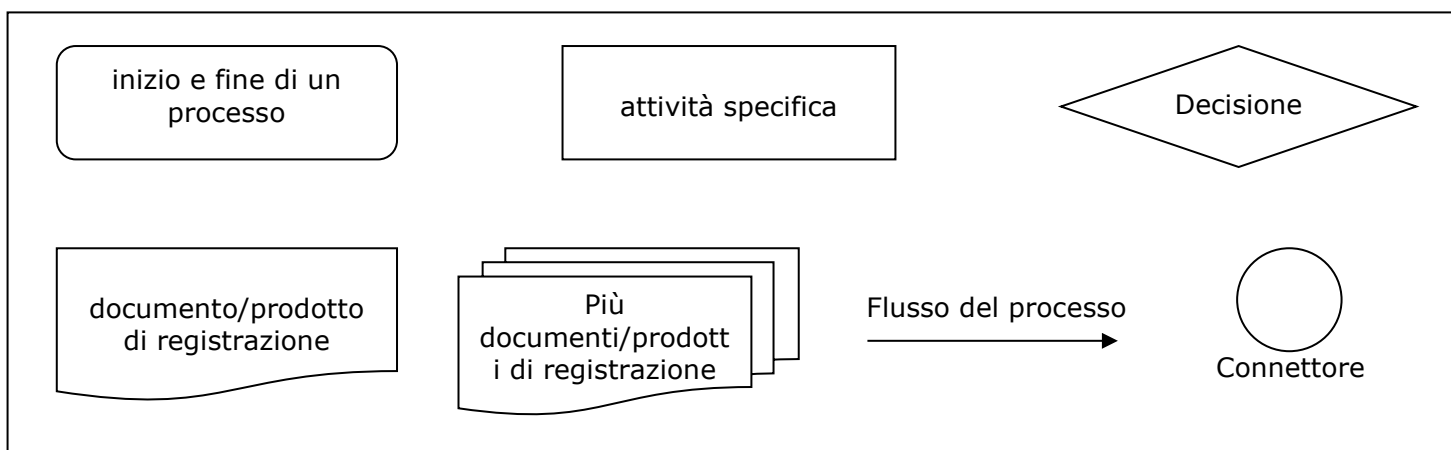 inizio e fine di un
processo
attività specifica
Decisione
documento/prodotto
di registrazione
Più
documenti/prodott
i di registrazione
Flusso del processo
Connettore